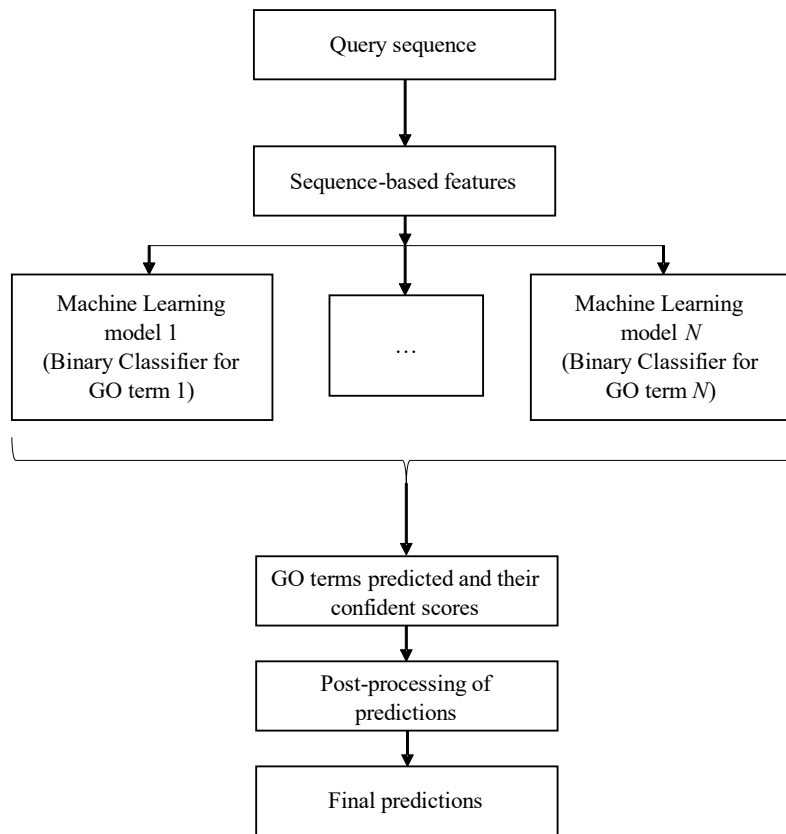 Query sequence
Sequence-based features
Machine Learning
model 1
(Binary Classifier for
GO term 1)
…
Machine Learning
model N
(Binary Classifier for
GO term N)
GO terms predicted and their
confident scores
Post-processing of
predictions
Final predictions